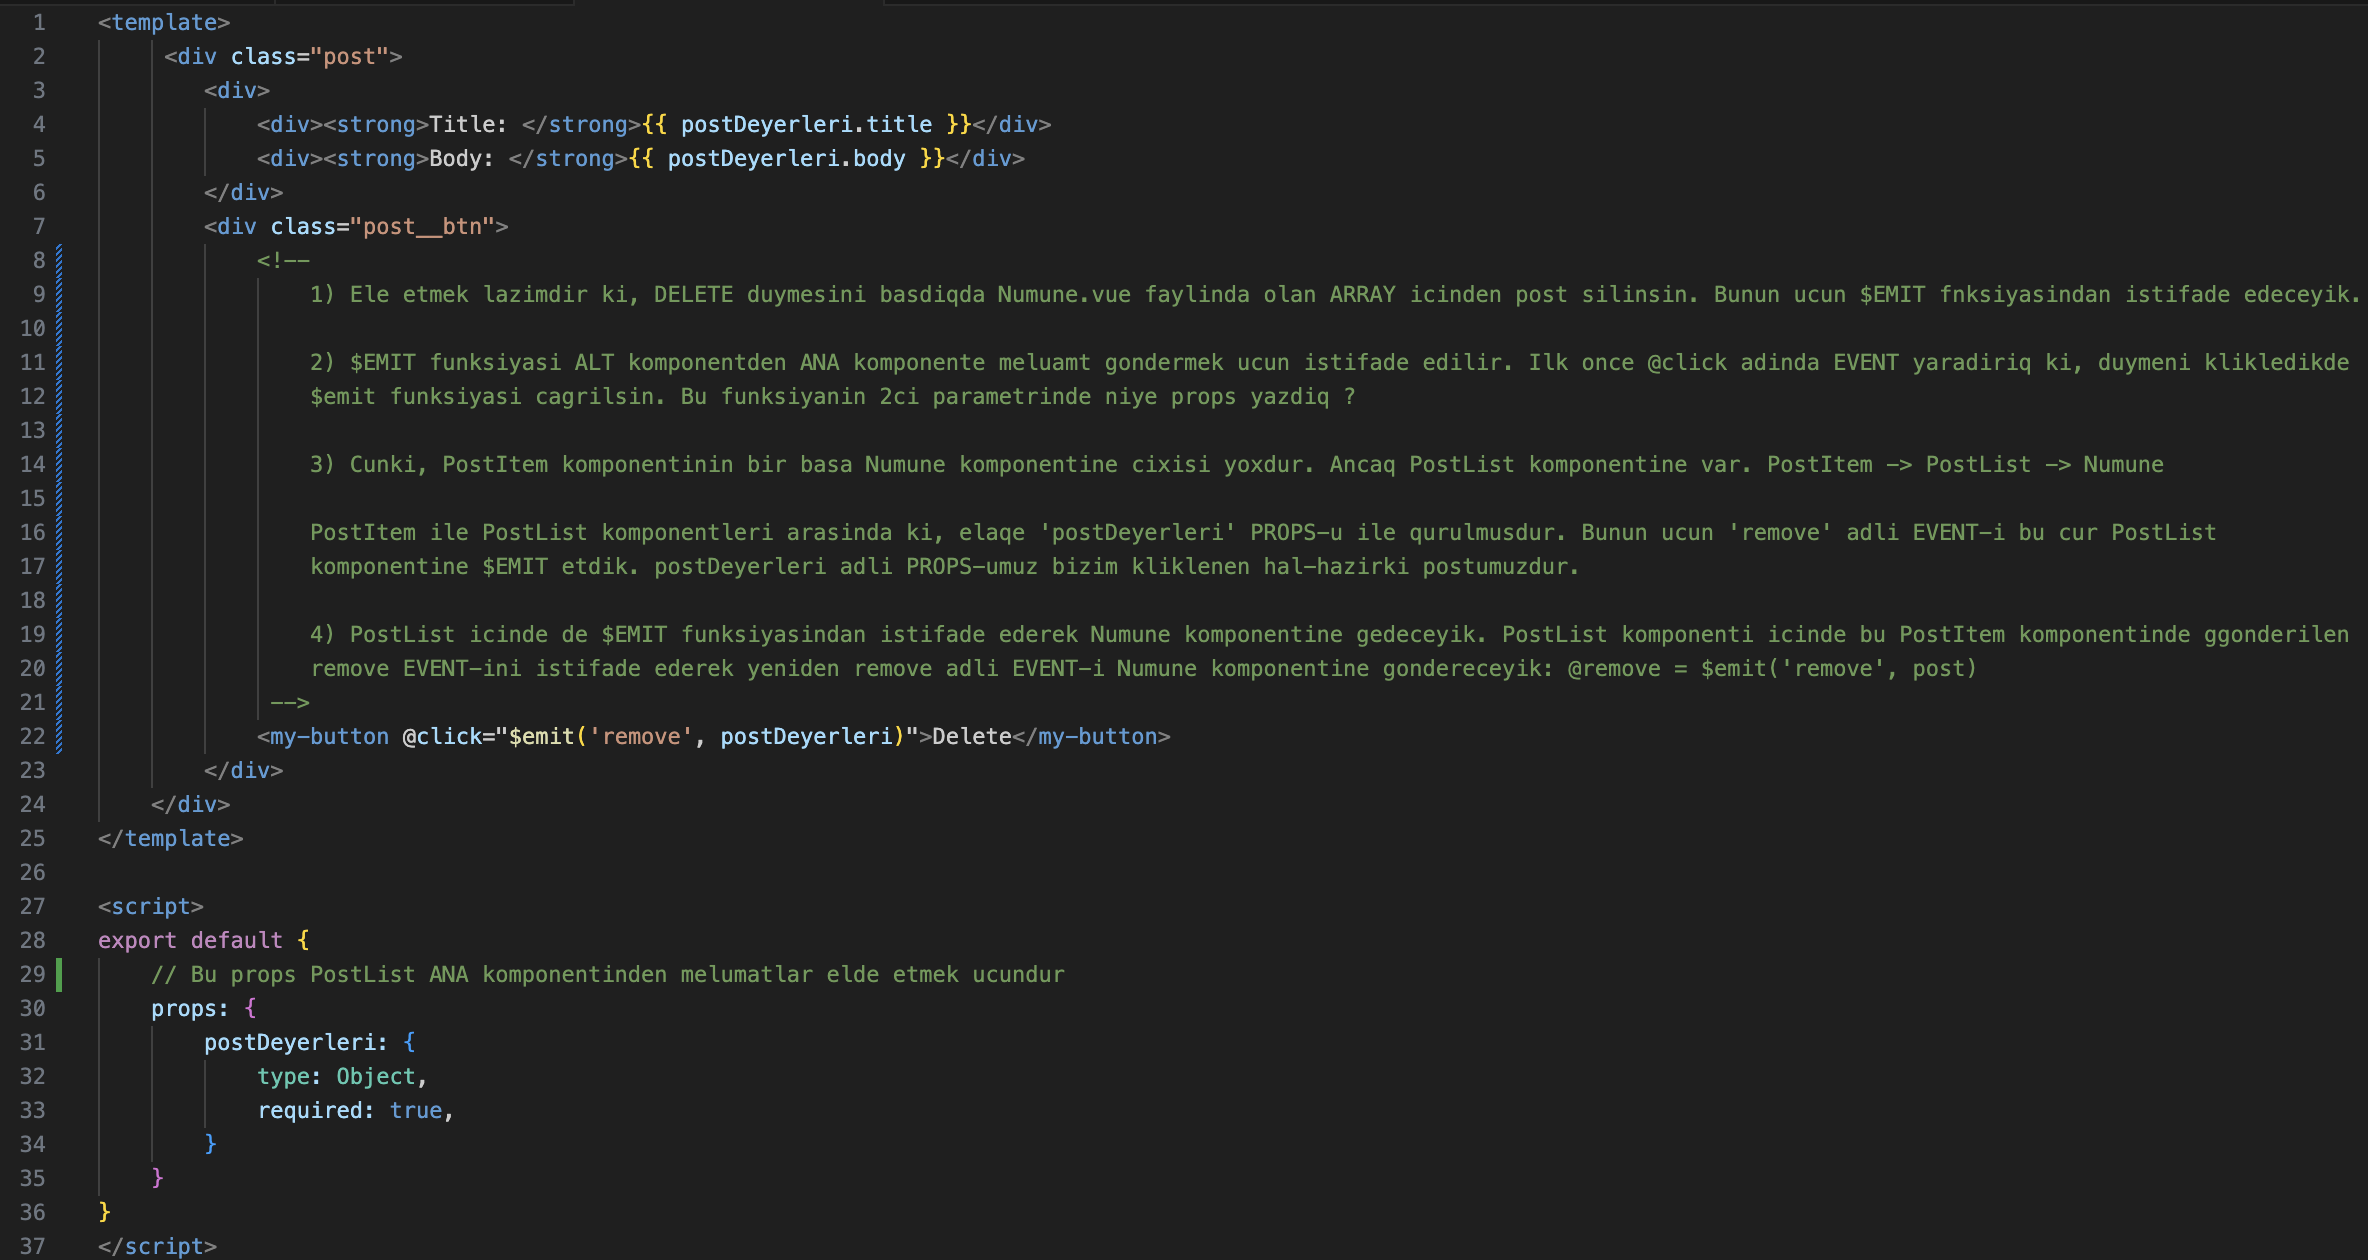 1 <template>
2 <div class="post">
3 <div>
4 <div><strong>Title: </strong>{{ postDeyerleri.title }}</div>
5 <div><strong>Body: </strong>{{ postDeyerleri.body }}</div>
6 </div>
7 <div class="post__btn">
8 <!--
9 1) Ele etmek lazimdir ki, DELETE duymesini basdiqda Numune.vue faylinda olan ARRAY icinden post silinsin. Bunun ucun $EMIT fnksiyasindan istifade edeceyik.
10
11 2) $EMIT funksiyasi ALT komponentden ANA komponente meluamt gondermek ucun istifade edilir. Ilk once @click adinda EVENT yaradiriq ki, duymeni klikledikde
12 $emit funksiyasi cagrilsin. Bu funksiyanin 2ci parametrinde niye props yazdiq ?
13
14 3) Cunki, PostItem komponentinin bir basa Numune komponentine cixisi yoxdur. Ancaq PostList komponentine var. PostItem -> PostList -> Numune
15
16 PostItem ile PostList komponentleri arasinda ki, elaqe 'postDeyerleri' PROPS-u ile qurulmusdur. Bunun ucun 'remove' adli EVENT-i bu cur PostList
17 komponentine $EMIT etdik. postDeyerleri adli PROPS-umuz bizim kliklenen hal-hazirki postumuzdur.
18
19 4) PostList icinde de $EMIT funksiyasindan istifade ederek Numune komponentine gedeceyik. PostList komponenti icinde bu PostItem komponentinde ggonderilen
20 remove EVENT-ini istifade ederek yeniden remove adli EVENT-i Numune komponentine gondereceyik: @remove = $emit('remove', post)
21 -->
22 <my-button @click="$emit('remove', postDeyerleri)">Delete</my-button>
23 </div>
24 </div>
25 </template>
26
27 <script>
28 export default {
29 // Bu props PostList ANA komponentinden melumatlar elde etmek ucundur
30 props: {
31 postDeyerleri: {
32 type: Object,
33 required: true,
34 }
35 }
36 }
37 </script>